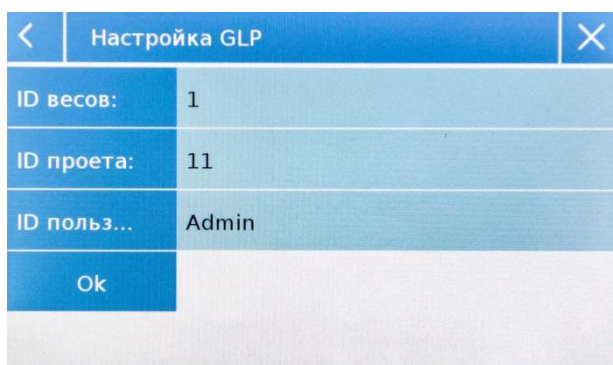 Настройка GLP
ID весов: 1
ID проета: 11
ID польз... Admin
Ok